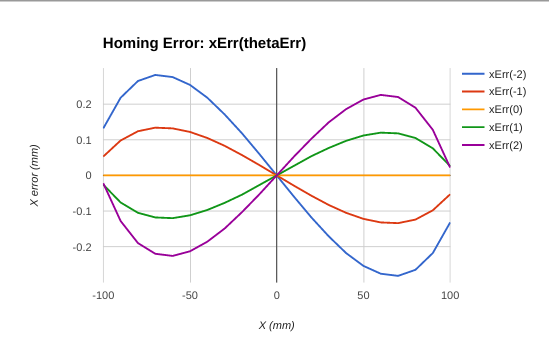 Homing Error: xErr(thetaErr)
xErr(-2)
xErr(-1)
xErr(0)
xErr(1)
xErr(2)
0.2
0.1
0
-0.1
-0.2
X error (mm)
-100
-50
0
50
100
X (mm)